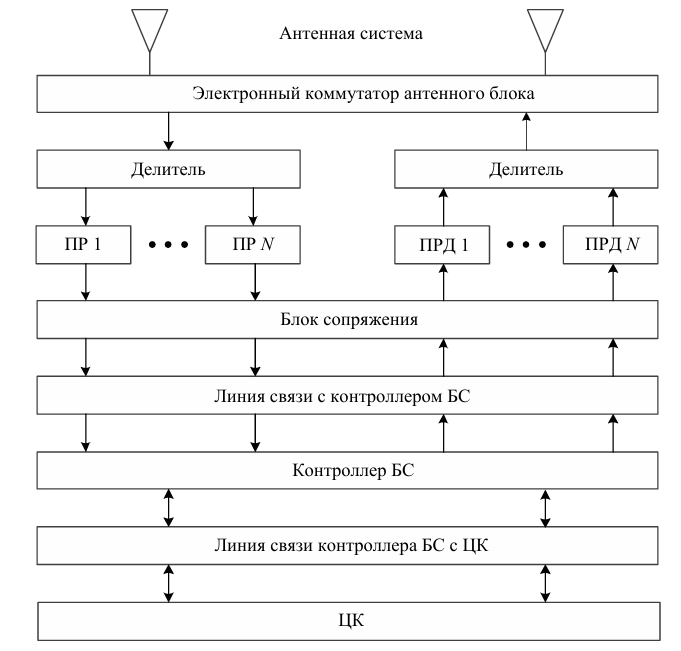 Антенная система
Электронный коммутатор антенного блока
Делитель
Делитель
ПР 1
ПР N
ПРД 1
ПРД N
Блок сопряжения
Линия связи с контроллером БС
Контроллер БС
Линия связи контроллера БС с ЦК
ЦК